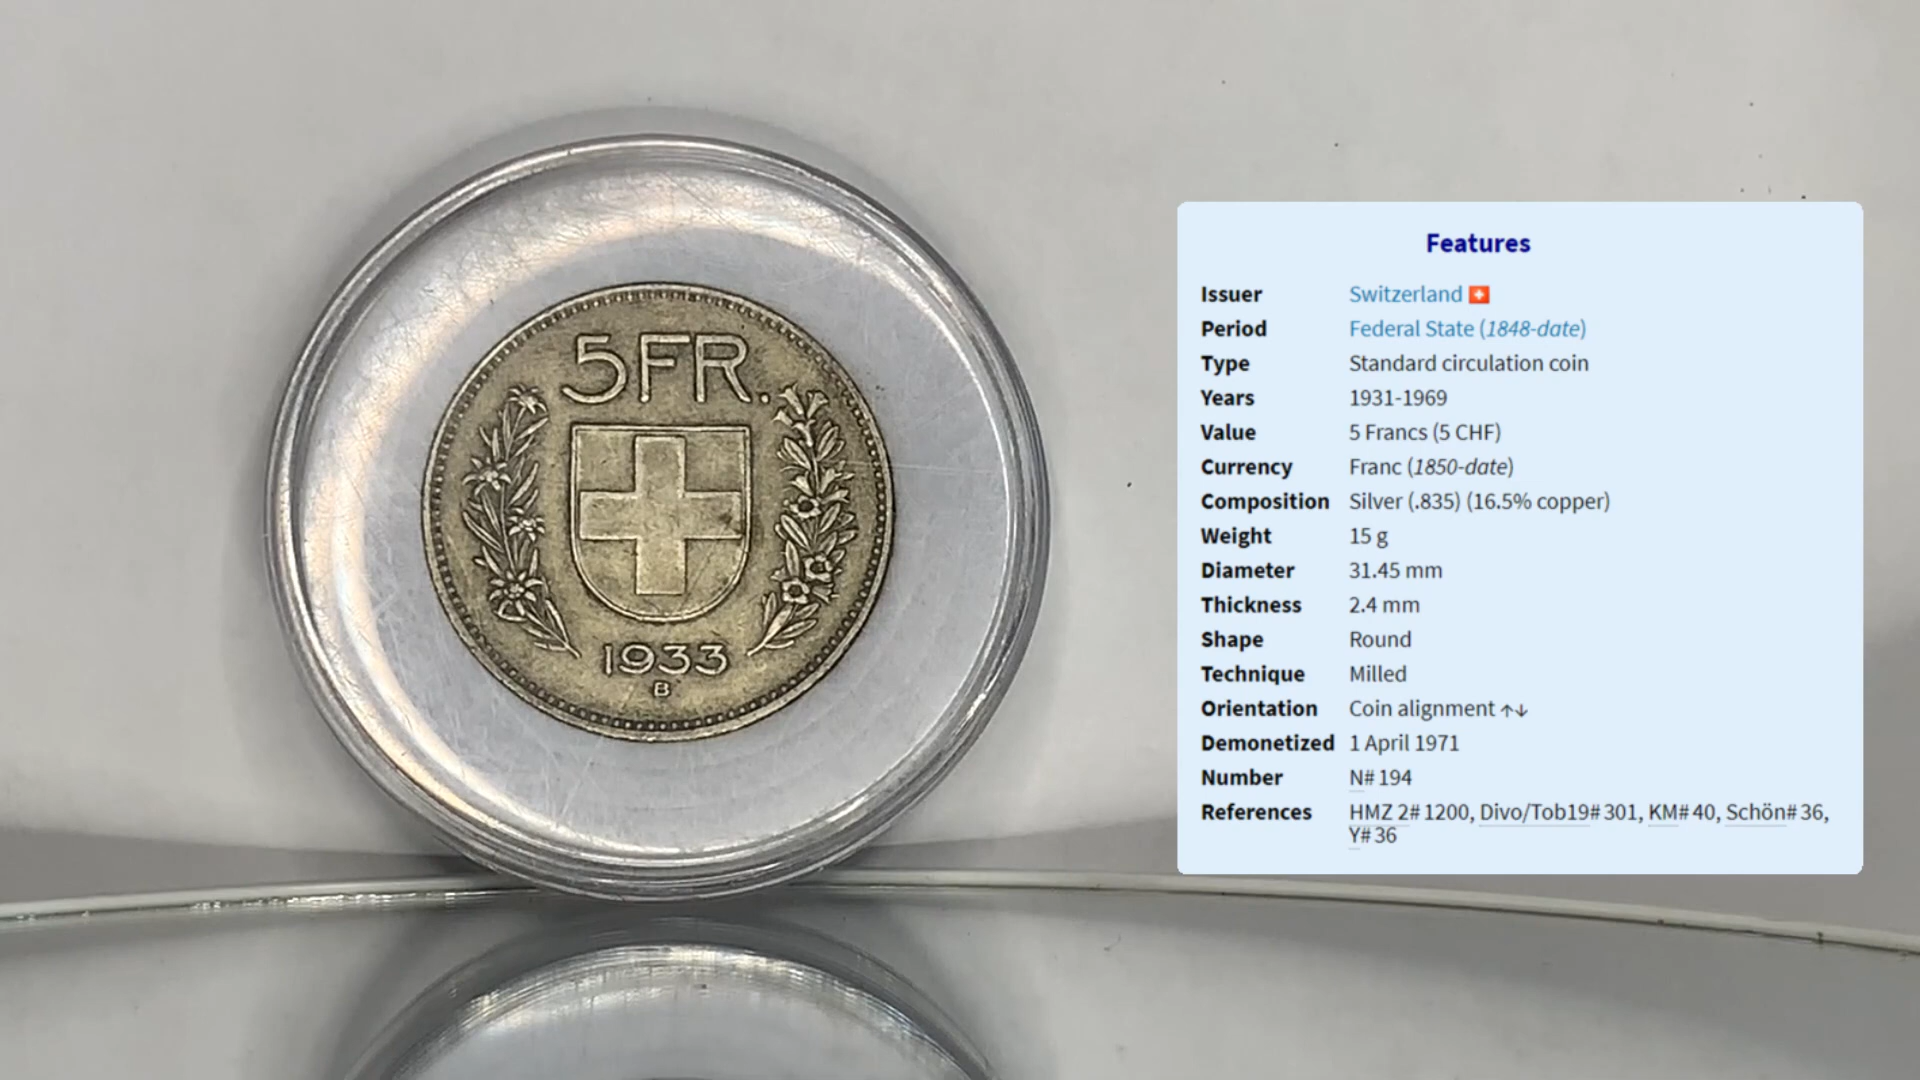 5FR.
1933
B
Features
Issuer Switzerland
Period Federal State (1848-date)
Type Standard circulation coin
Years 1931-1969
Value 5 Francs (5 CHF)
Currency Franc (1850-date)
Composition Silver (.835) (16.5% copper)
Weight 15 g
Diameter 31.45 mm
Thickness 2.4 mm
Shape Round
Technique Milled
Orientation Coin alignment ↑↓
Demonetized 1 April 1971
Number N# 194
References HMZ 2# 1200, Divo/Tob19# 301, KM# 40, Schön# 36,
Y# 36